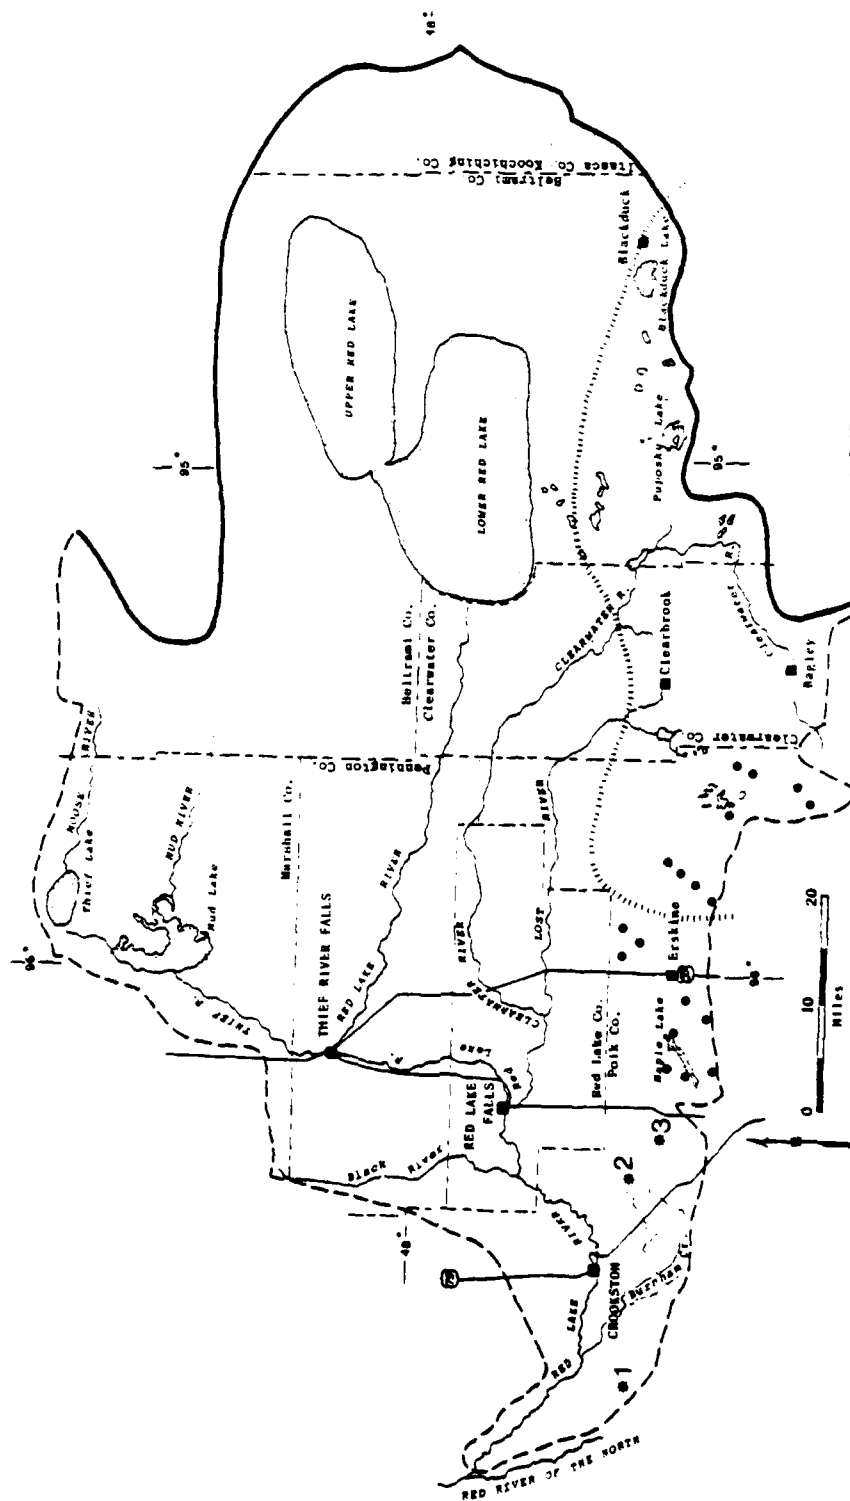 48°
Itasca Co. Koochiching Co.
Beltrami Co
Blackduck
Blackduck Lake
UPPER RED LAKE
LOWER RED LAKE
95°
95°
Puposky Lake
Beltrami Co.
Clearwater Co.
CLEARWATER R.
Clearbrook
Clearwater R.
Bagley
Clearwater Co
Pennington Co.
MOOSE RIVER
Thief Lake
MUD RIVER
Mud Lake
Marshall Co.
96°
THIEF R.
THIEF RIVER FALLS
RED LAKE RIVER
CLEARWATER RIVER
LOST RIVER
Erskine
96°
Red Lake Co.
Polk Co.
Maple Lake
Red Lake R.
RED LAKE
FALLS
Black River
48°
75
RED LAKE RIVER
CROOKSTON
Burnham Cr.
1
2
3
RED RIVER OF THE NORTH
0 10 20
Miles
N